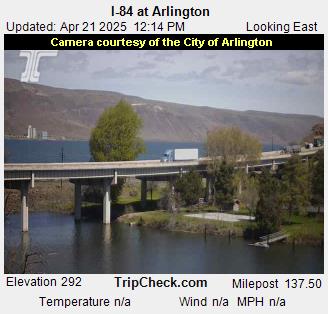 I-84 at Arlington
Updated: Apr 21 2025 12:14 PM Looking East
Camera courtesy of the City of Arlington
Elevation 292 TripCheck.com Milepost 137.50
Temperature n/a Wind n/a MPH n/a